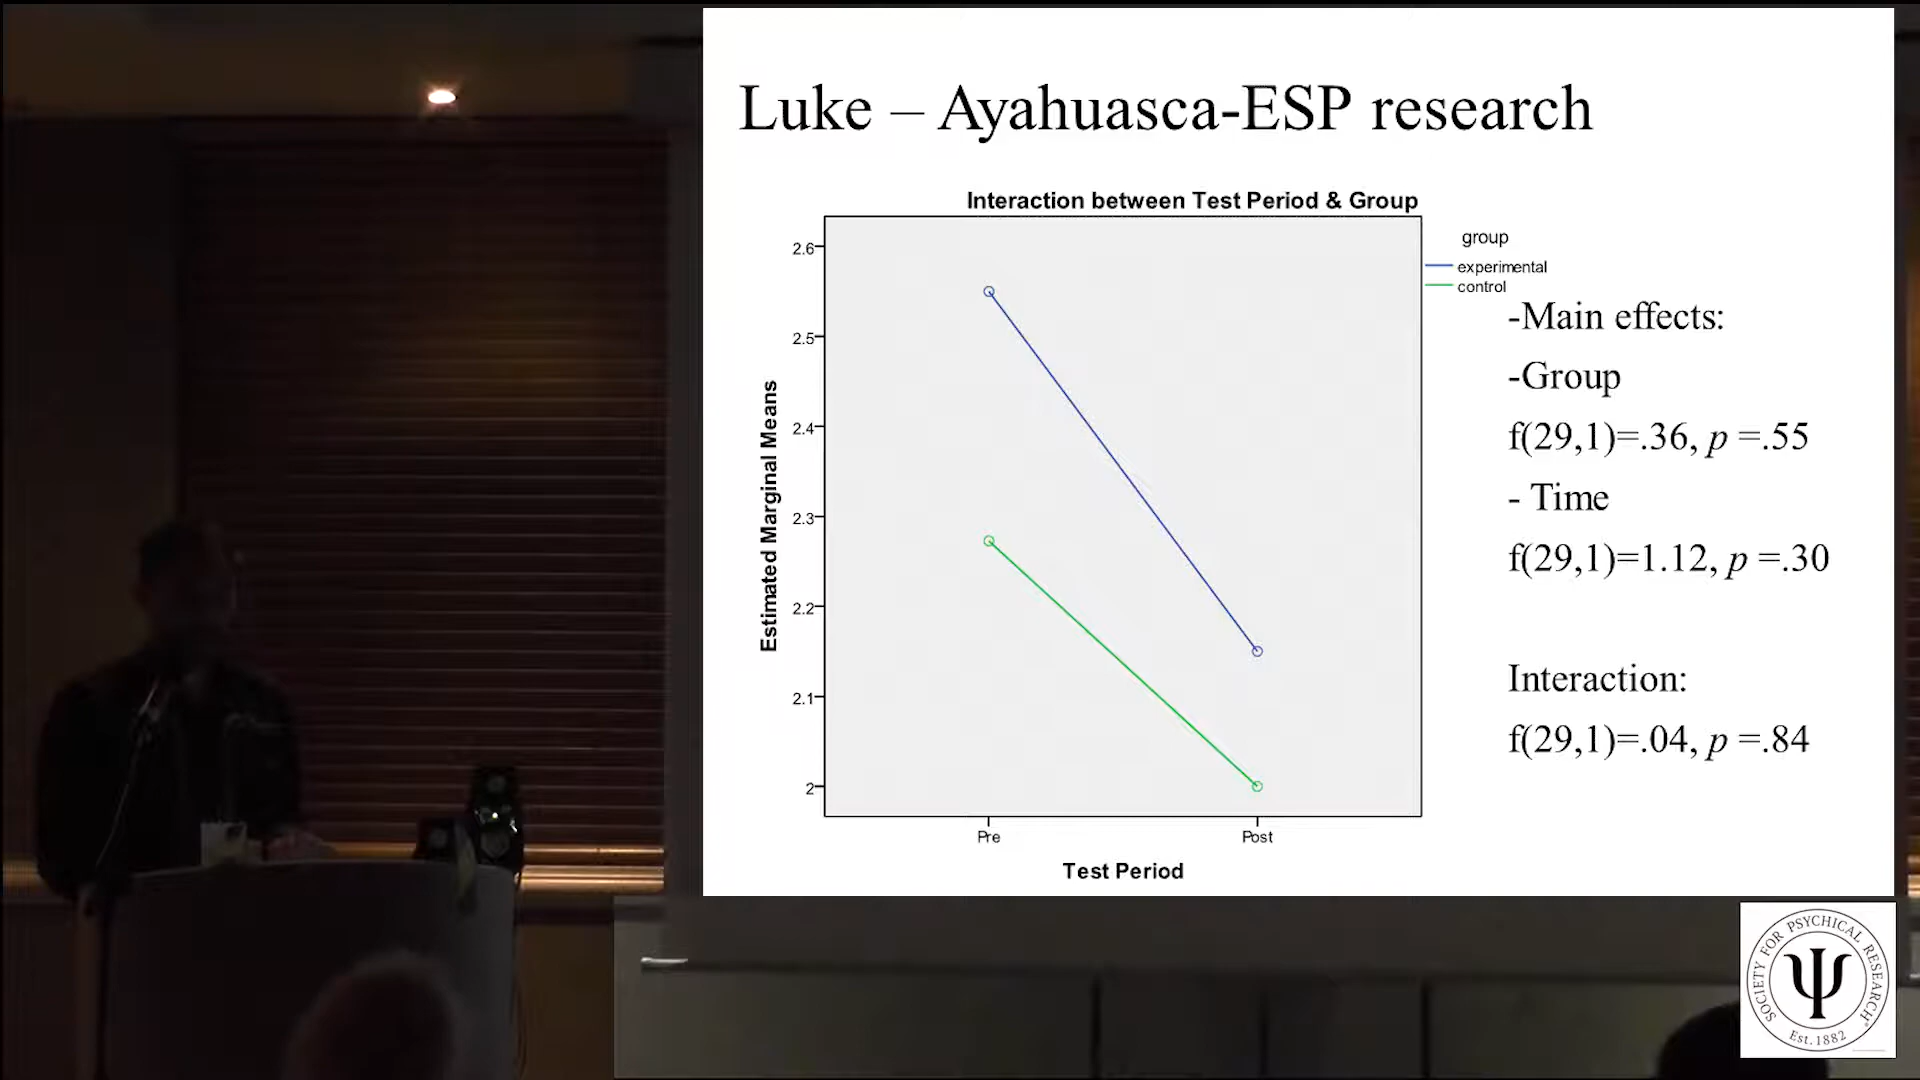 Luke – Ayahuasca-ESP research
Interaction between Test Period & Group
group
experimental
control
2.6
2.5
2.4
2.3
2.2
2.1
2
Estimated Marginal Means
Pre
Post
Test Period
-Main effects:
-Group
f(29,1)=.36, p =.55
- Time
f(29,1)=1.12, p =.30
Interaction:
f(29,1)=.04, p =.84
SOCIETY FOR PSYCHICAL RESEARCH
Ψ
Est.1882